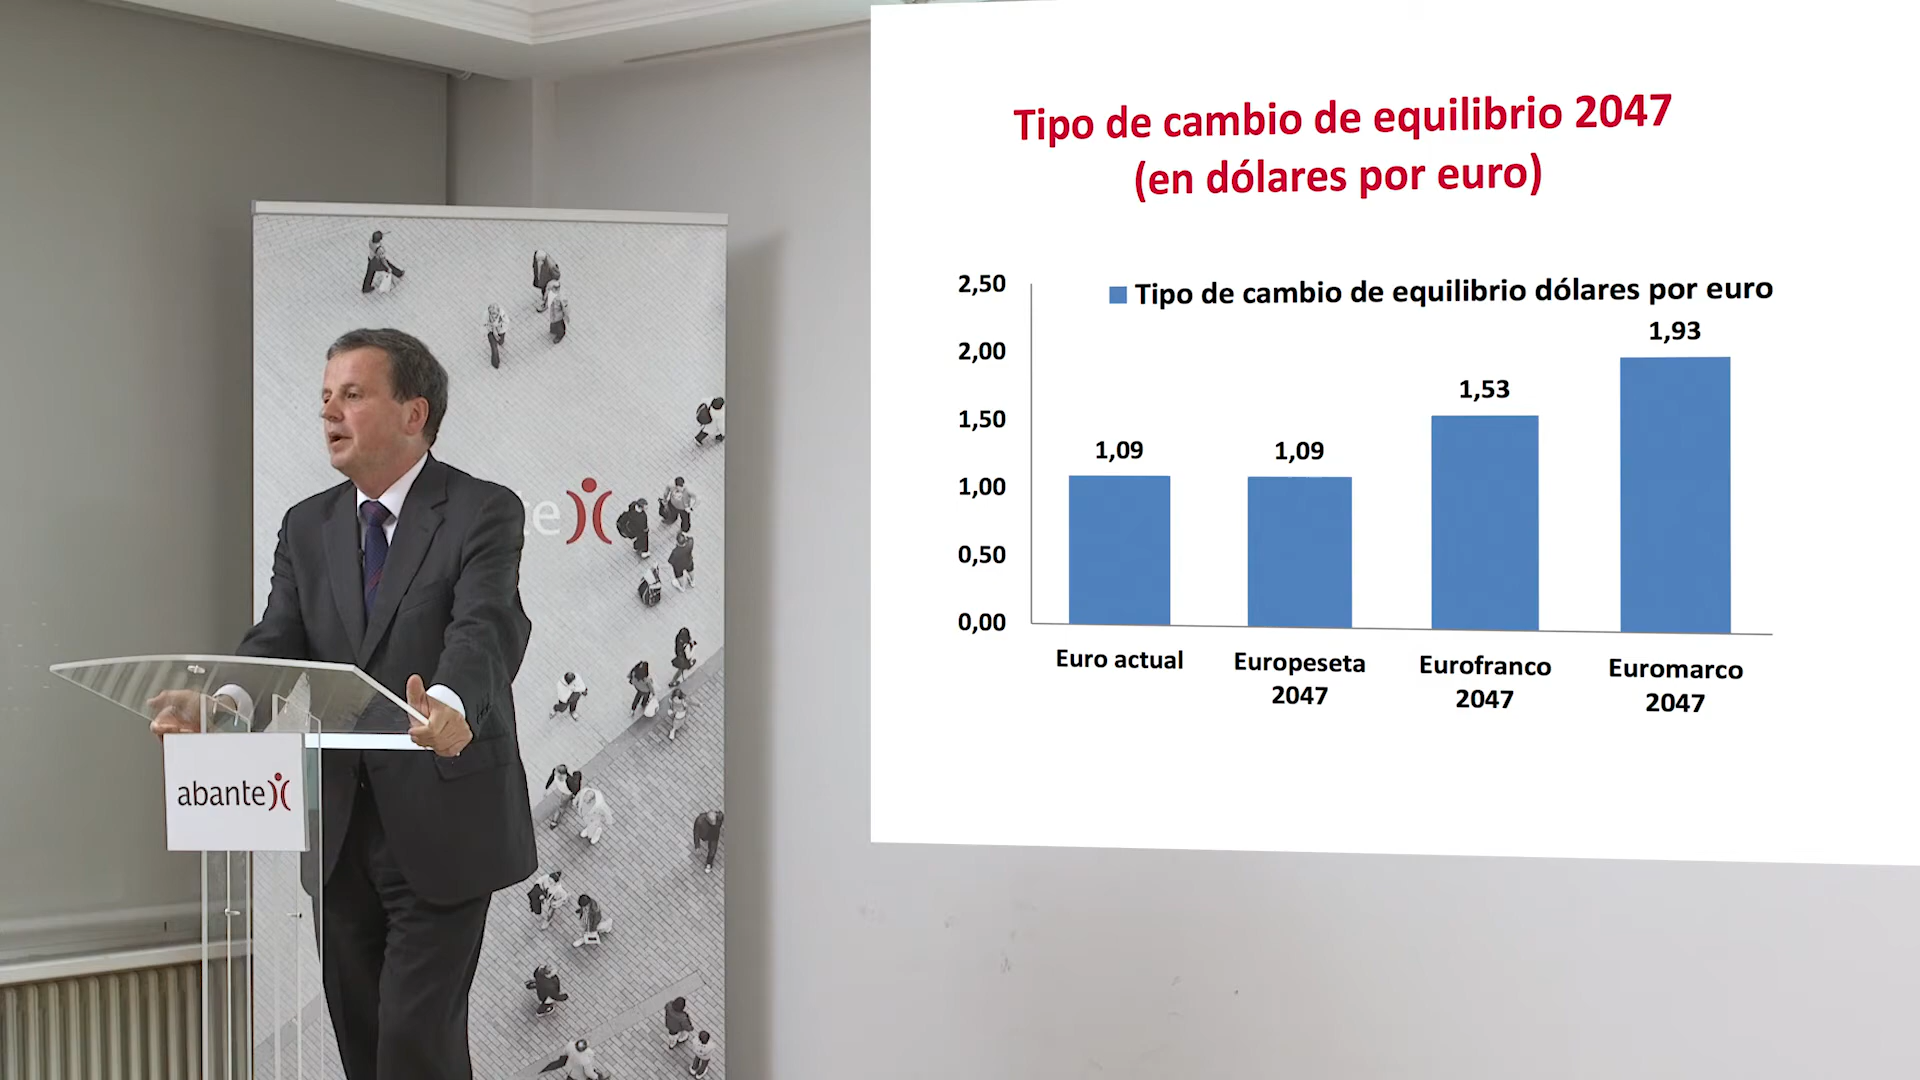 Tipo de cambio de equilibrio 2047
(en dólares por euro)
Tipo de cambio de equilibrio dólares por euro
2,50
2,00
1,50
1,00
0,50
0,00
1,09
1,09
1,53
1,93
Euro actual
Europeseta
2047
Eurofranco
2047
Euromarco
2047
te
abante